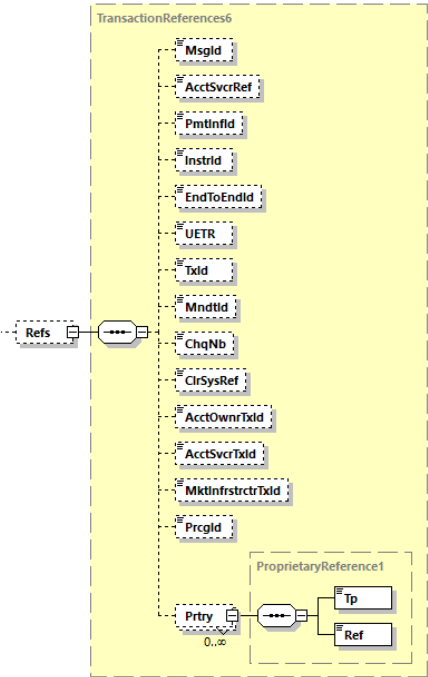 TransactionReferences6
MsgId
AcctSvcrRef
PmtInfId
InstrId
EndToEndId
UETR
TxId
MndtId
Refs
ChqNb
ClrSysRef
AcctOwnrTxId
AcctSvcrTxId
MktInfrstrctrTxId
PrcgId
ProprietaryReference1
Tp
Prtry
Ref
0..∞